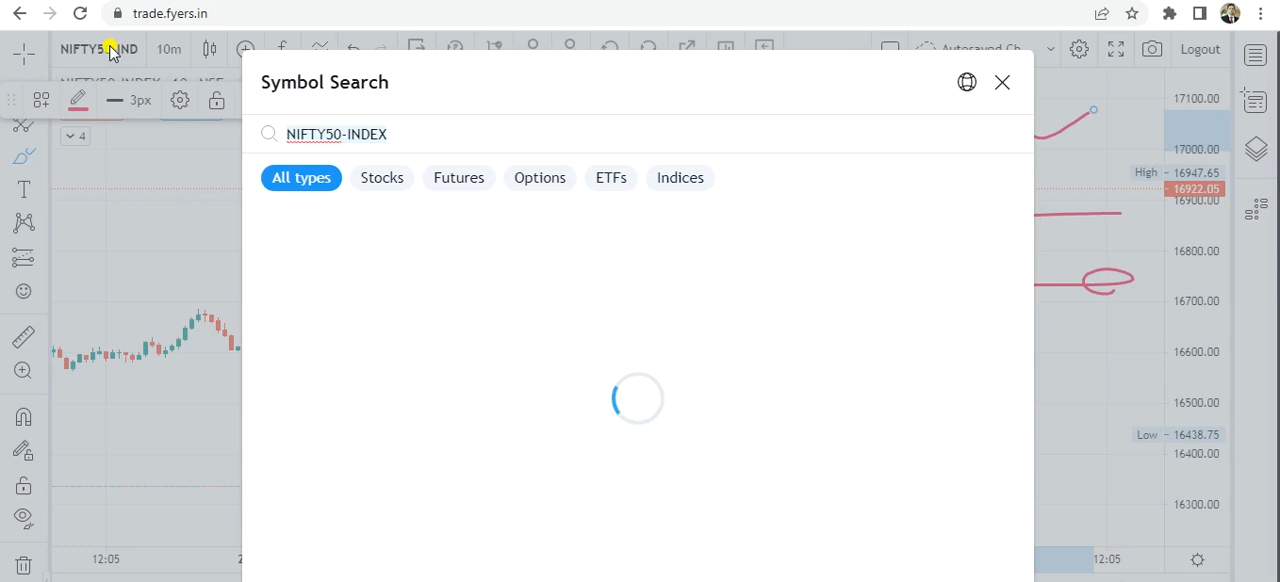 trade.fyers.in
10m
Logout
Symbol Search
3px
NIFTY50-INDEX
4
All types
Stocks
Futures
Options
ETFs
Indices
17100.00
17000.00
High
16947.65
16922.05
16900.00
16800.00
16700.00
16600.00
16500.00
Low
16438.75
16400.00
16300.00
12:05
12:05